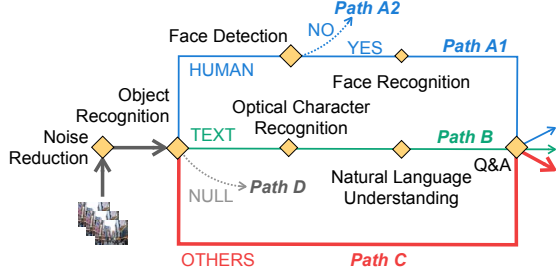 Path A2
NO
Face Detection
YES
Path A1
HUMAN
Face Recognition
Object
Recognition
Optical Character
Recognition
Noise
Reduction
TEXT
Path B
Q&A
NULL
Path D
Natural Language
Understanding
OTHERS
Path C